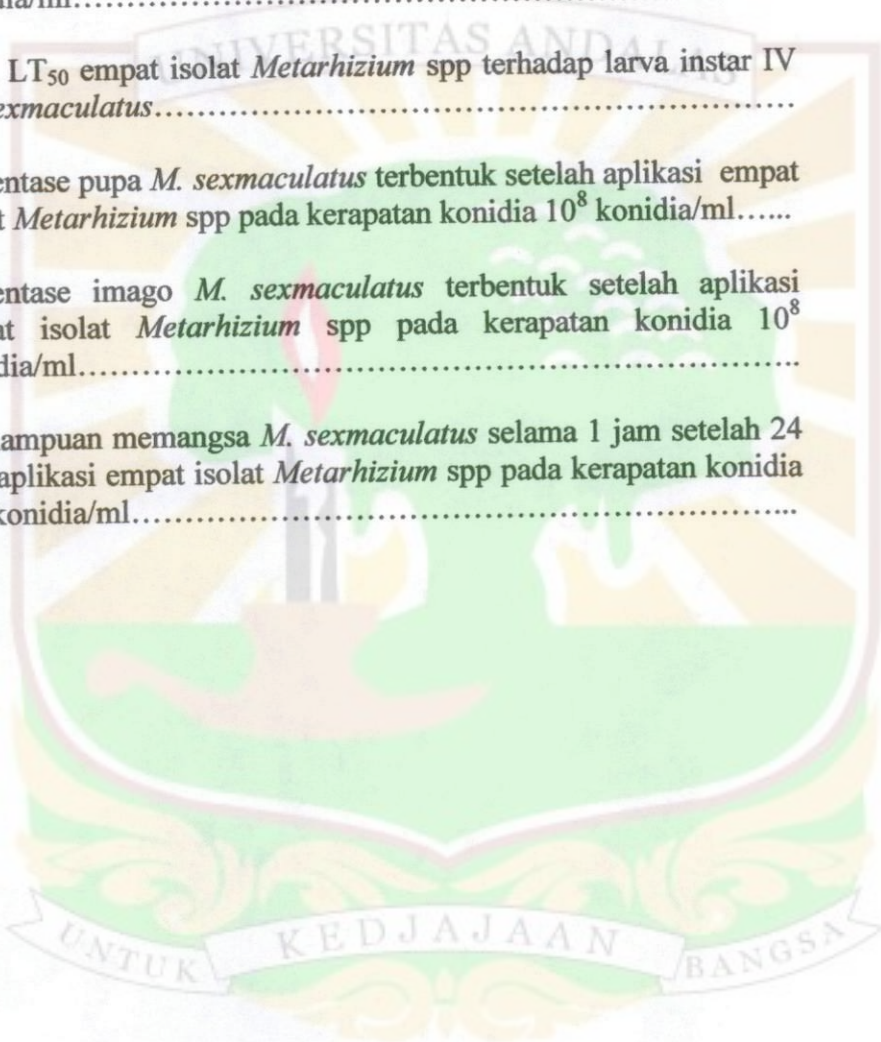 UNIVERSITAS ANDALAS
LT50 empat isolat Metarhizium spp terhadap larva instar IV
exmaculatus..............................................................
entase pupa M. sexmaculatus terbentuk setelah aplikasi empat
t Metarhizium spp pada kerapatan konidia 10⁸ konidia/ml......
entase imago M. sexmaculatus terbentuk setelah aplikasi
at isolat Metarhizium spp pada kerapatan konidia 10⁸
dia/ml.....................................................................
ampuan memangsa M. sexmaculatus selama 1 jam setelah 24
aplikasi empat isolat Metarhizium spp pada kerapatan konidia
konidia/ml................................................................
UNTUK KEDJAJAAN BANGSA